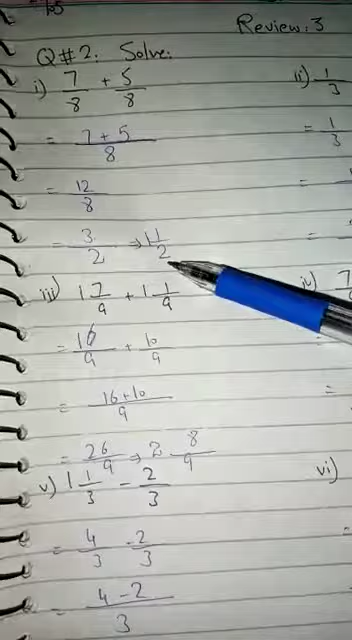 Review: 3
Q#2: Solve:
i) 7/8 + 5/8
= 7+5/8
= 12/8
= 3/2 → 1 1/2
iii) 1 7/9 + 1 1/9
= 16/9 + 10/9
= 16+10/9
= 26/9 → 2 8/9
v) 1 1/3 - 2/3
= 4/3 - 2/3
= 4-2/3
ii) 1/3
= 1/3
iv) 7
=
vi)